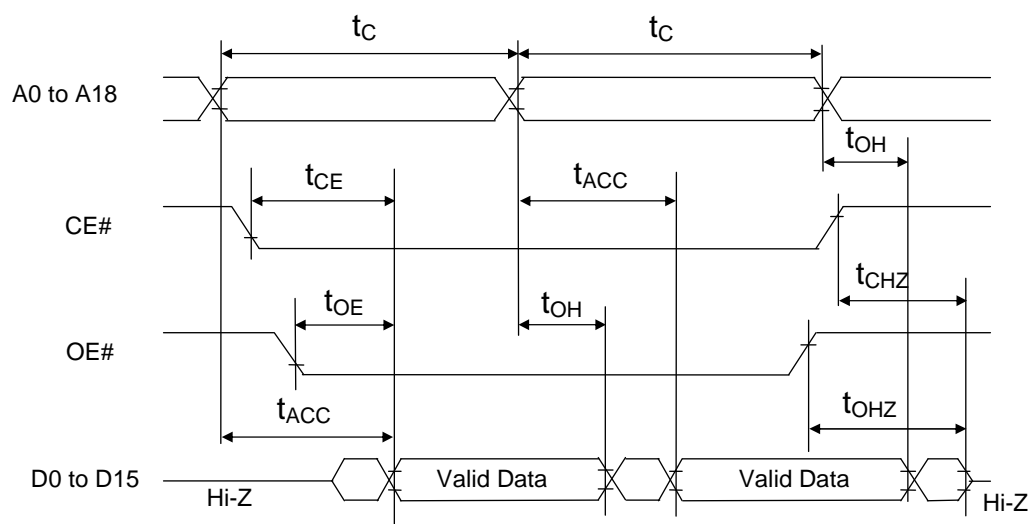 tC tC
A0 to A18
tOH
tCE tACC
CE#
tCHZ
tOE tOH
OE#
tACC tOHZ
D0 to D15 Hi-Z Valid Data Valid Data Hi-Z